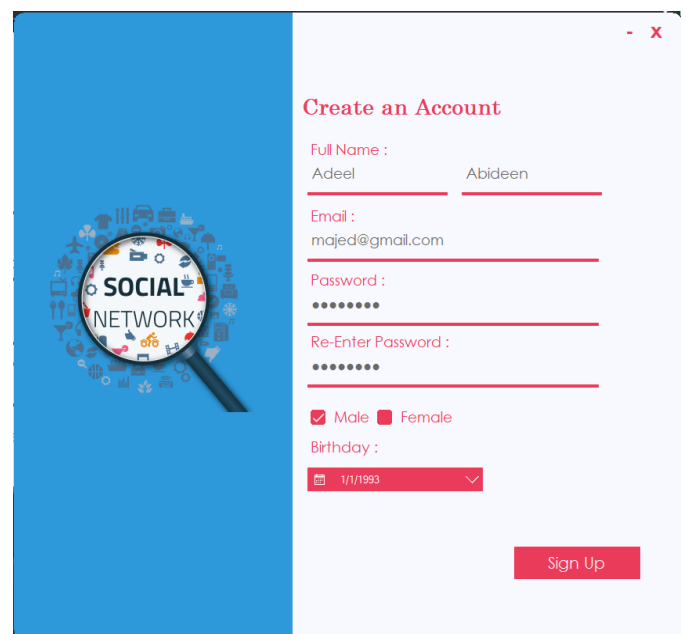 - X
SOCIAL
NETWORK
Create an Account
Full Name :
Adeel Abideen
Email :
majed@gmail.com
Password :
●●●●●●●●
Re-Enter Password :
●●●●●●●●
Male Female
Birthday :
1/1/1993
Sign Up